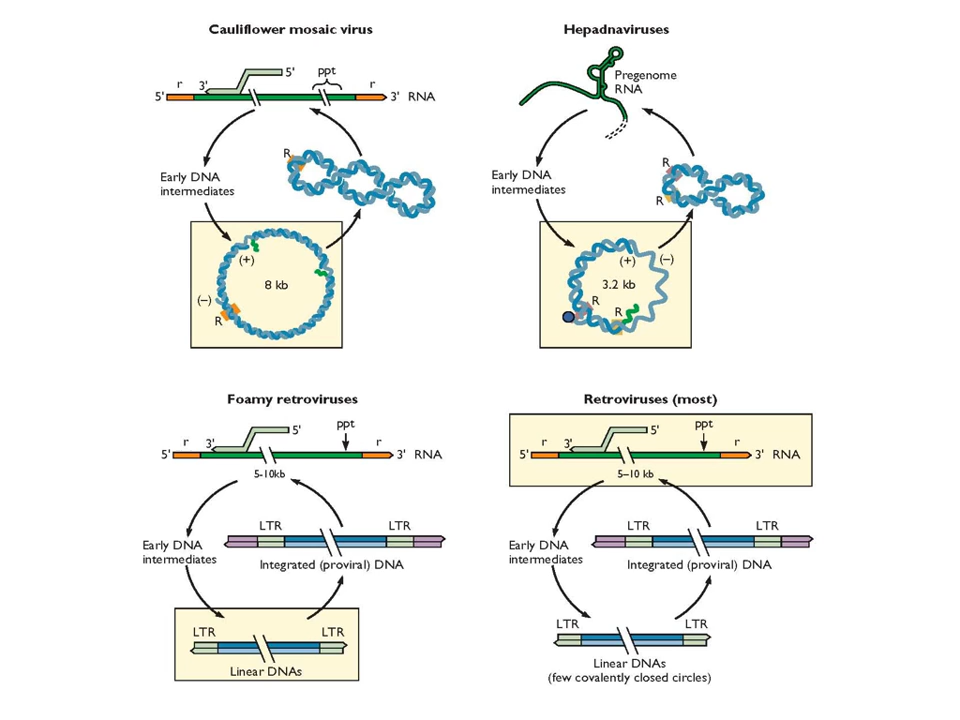 Cauliflower mosaic virus
r 3' 5' ppt r
5' 3' RNA
R
Early DNA
intermediates
(+)
8 kb
(–)
R
Hepadnaviruses
Pregenome
RNA
R
Early DNA
intermediates
R
(+) (–)
3.2 kb
R
R
Foamy retroviruses
r 3' 5' ppt r
5' 3' RNA
5-10kb
LTR LTR
Early DNA
intermediates
Integrated (proviral) DNA
LTR LTR
Linear DNAs
Retroviruses (most)
r 3' 5' ppt r
5' 3' RNA
5–10 kb
LTR LTR
Early DNA
intermediates
Integrated (proviral) DNA
LTR LTR
Linear DNAs
(few covalently closed circles)